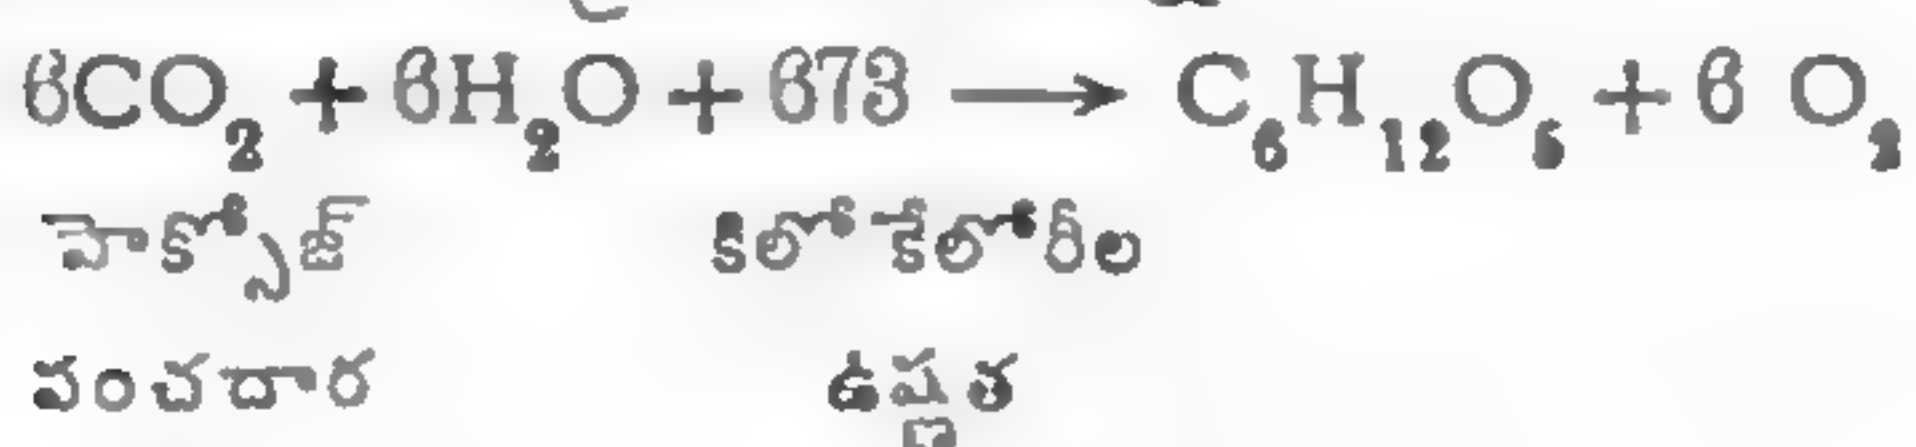 6CO₂ + 6H₂O + 673 ⟶ C₆H₁₂O₆ + 6 O₂
హెక్సోజ్ కిలో కేలోరీల
పంచదార ఉష్ణత